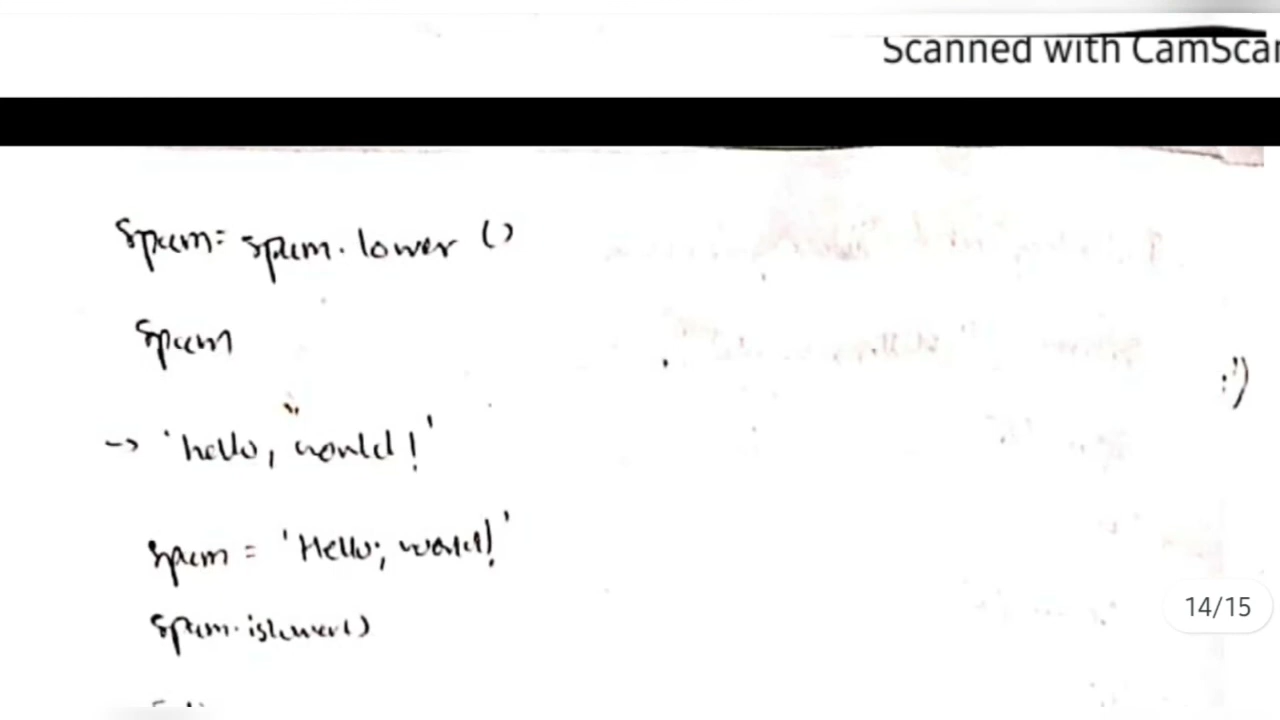 Scanned with CamScan
spam = spam.lower ()
spam
:')
→ 'hello, world!'
spam = 'Hello, world!'
spam.islower()
14/15